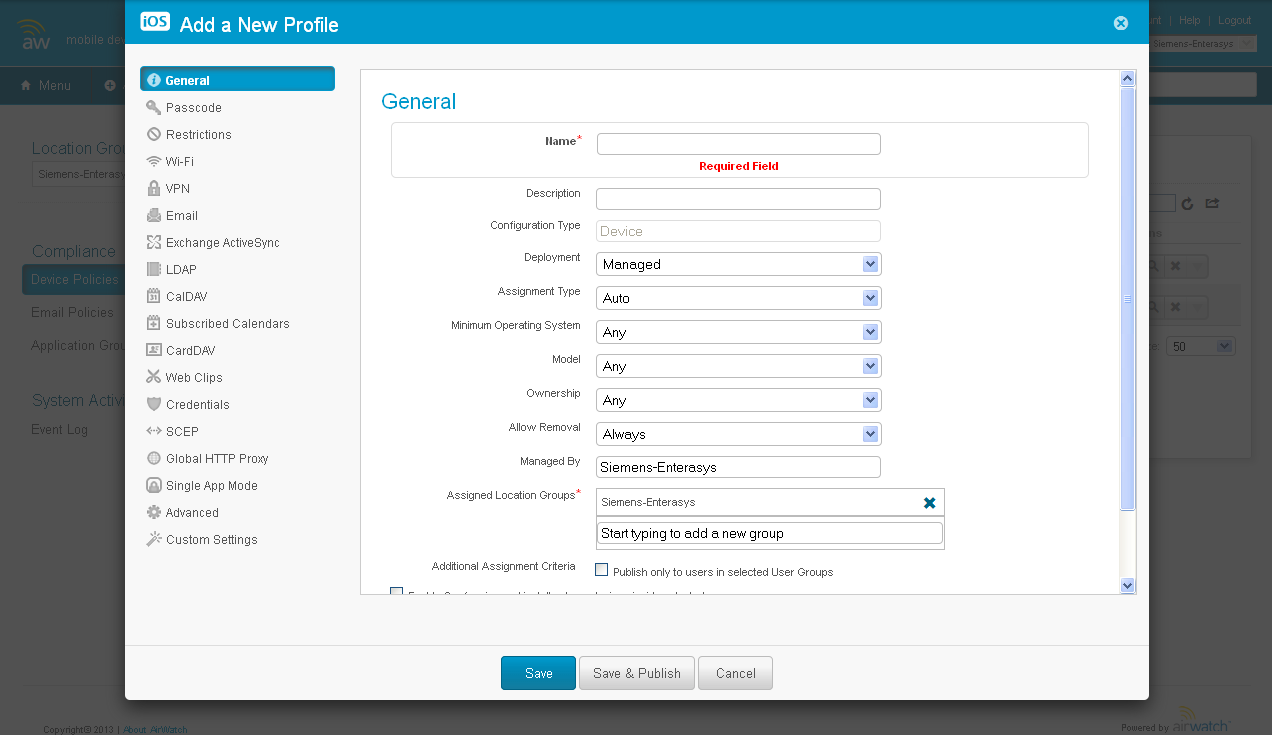 iOS Add a New Profile
aw mobile dev
Help | Logout
Siemens-Enterasys
Menu
Location Grou
Siemens-Enterasy
Compliance
Device Policies
Email Policies
Application Grou
System Activi
Event Log
General
Passcode
Restrictions
Wi-Fi
VPN
Email
Exchange ActiveSync
LDAP
CalDAV
Subscribed Calendars
CardDAV
Web Clips
Credentials
SCEP
Global HTTP Proxy
Single App Mode
Advanced
Custom Settings
General
Name*
Required Field
Description
Configuration Type Device
Deployment Managed
Assignment Type Auto
Minimum Operating System Any
Model Any
Ownership Any
Allow Removal Always
Managed By Siemens-Enterasys
Assigned Location Groups* Siemens-Enterasys
Start typing to add a new group
Additional Assignment Criteria Publish only to users in selected User Groups
50
Save Save & Publish Cancel
Copyright© 2013 | About AirWatch
Powered by airwatch